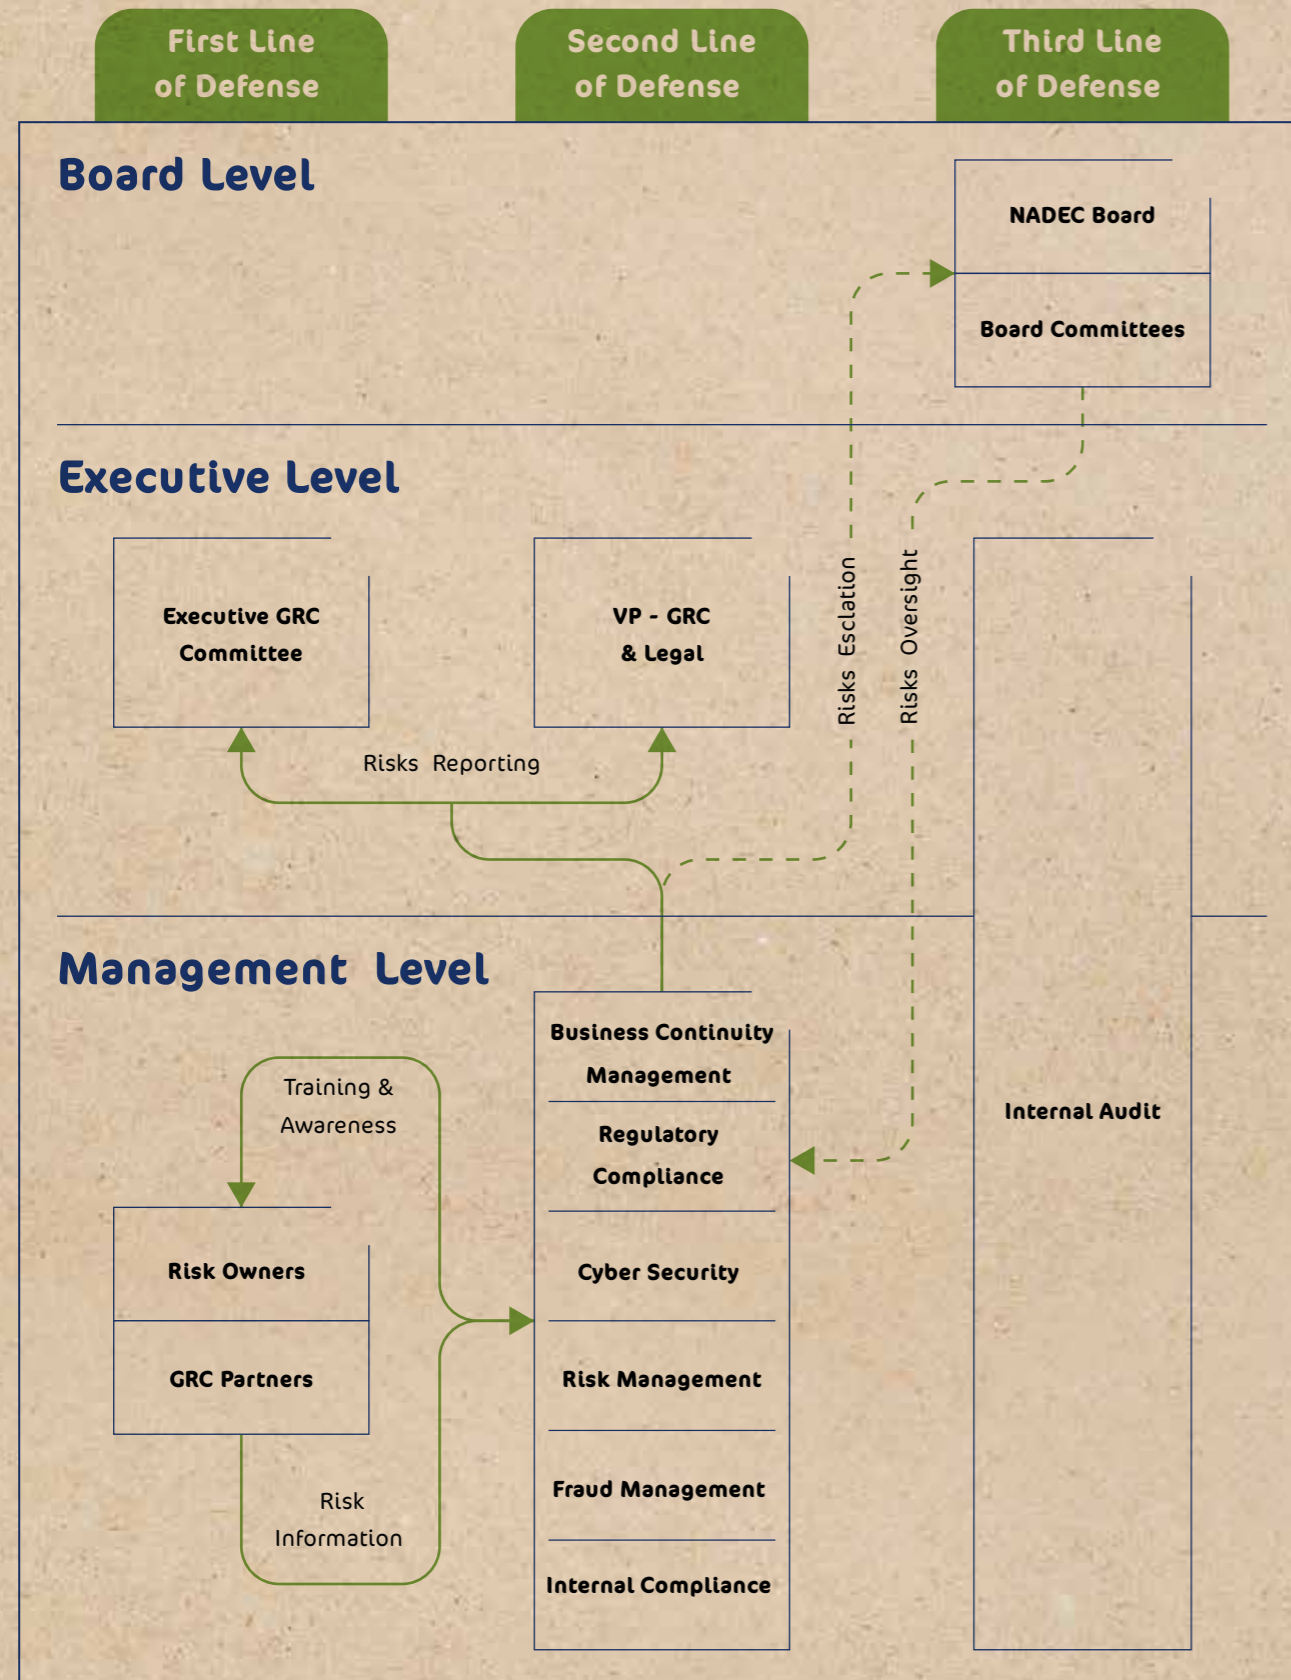 First Line
of Defense
Second Line
of Defense
Third Line
of Defense
Board Level
NADEC Board
Board Committees
Executive Level
Executive GRC
Committee
VP - GRC
& Legal
Risks Esclation
Risks Oversight
Risks Reporting
Management Level
Training &
Awareness
Risk Owners
GRC Partners
Risk
Information
Business Continuity
Management
Regulatory
Compliance
Cyber Security
Risk Management
Fraud Management
Internal Compliance
Internal Audit